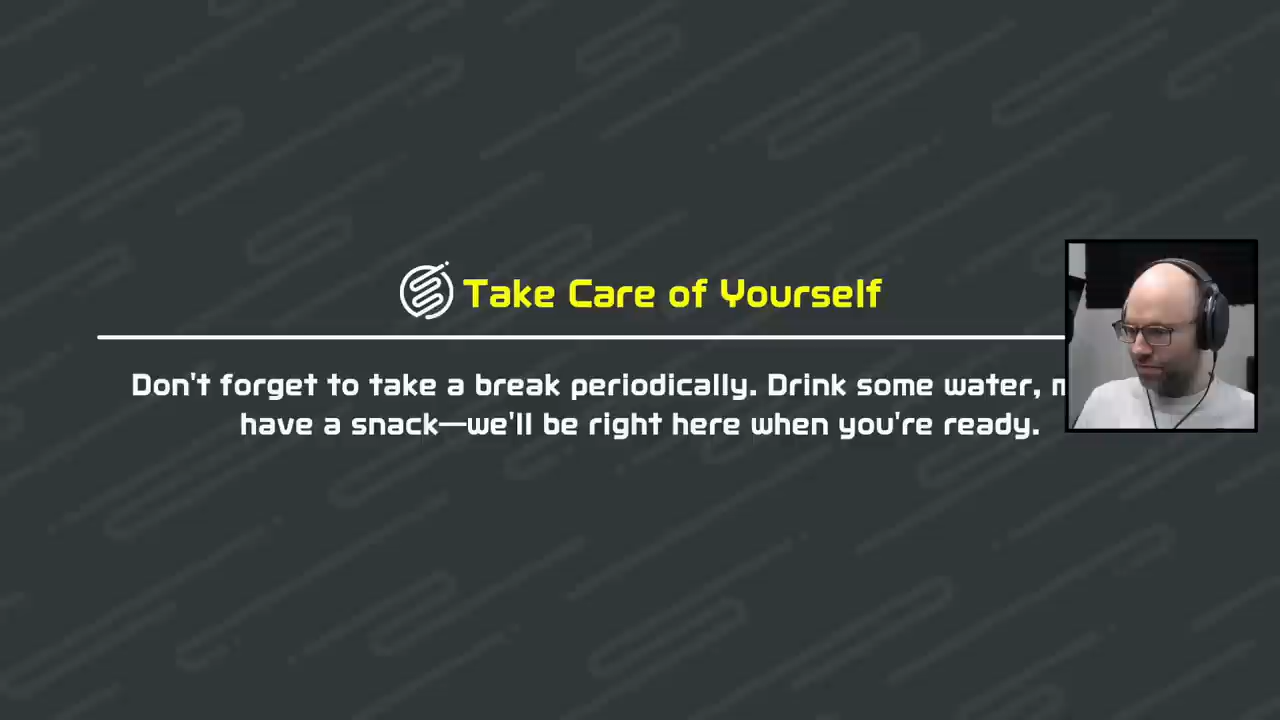 Take Care of Yourself
Don't forget to take a break periodically. Drink some water,
have a snack—we'll be right here when you're ready.